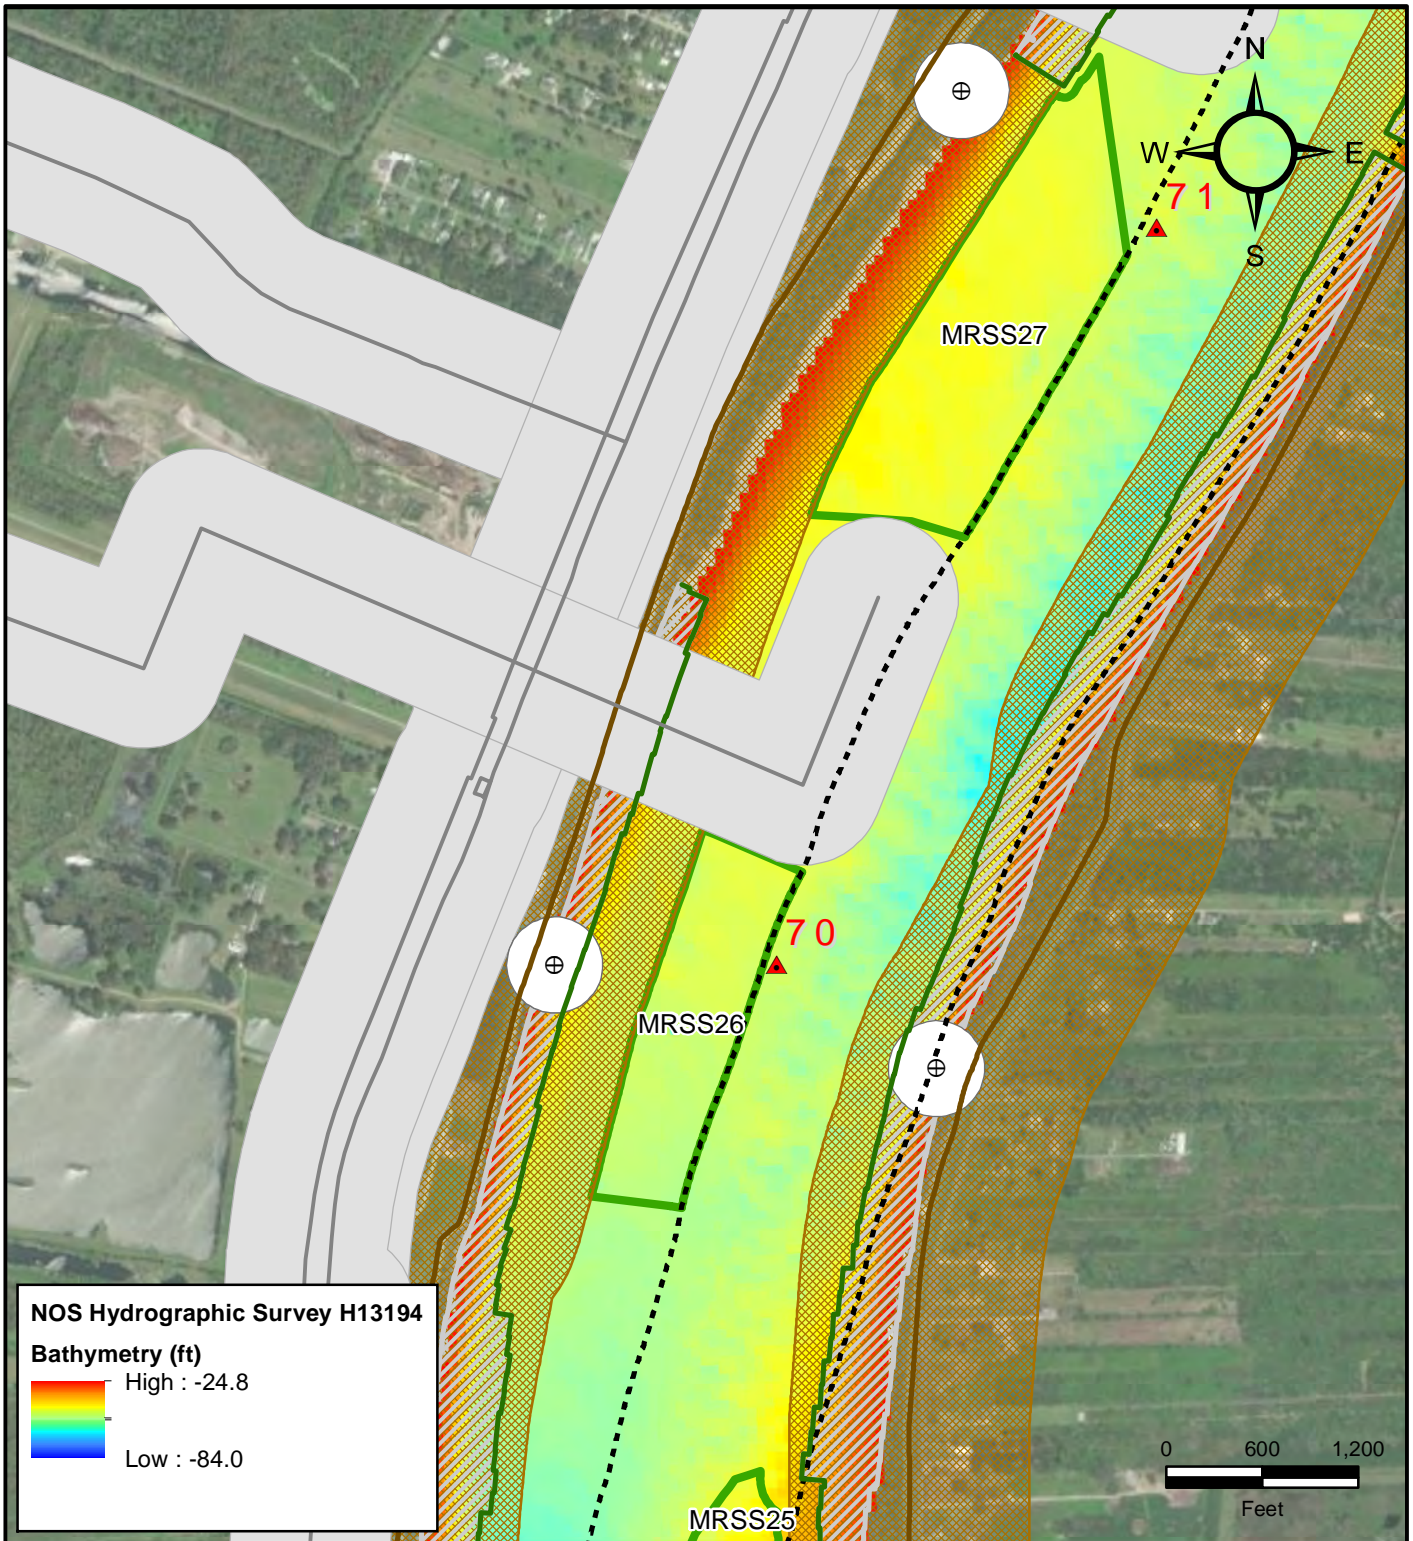 N
W E
71
S
MRSS27
70
MRSS26
NOS Hydrographic Survey H13194
Bathymetry (ft)
High : -24.8
Low : -84.0
0 600 1,200
Feet
MRSS25